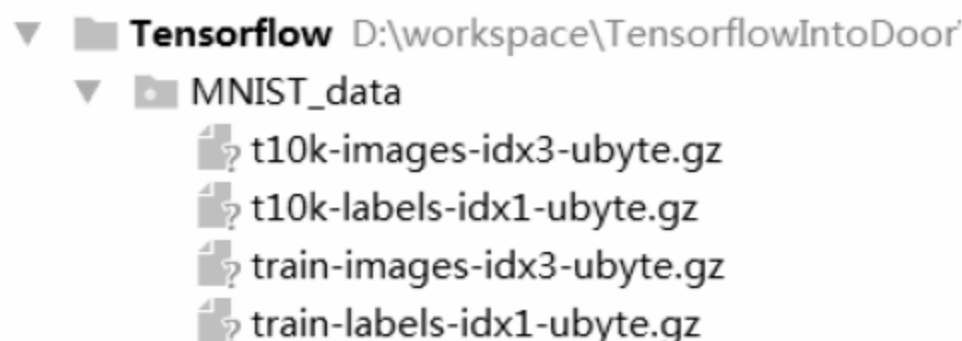 Tensorflow D:\workspace\TensorflowIntoDoor
MNIST_data
t10k-images-idx3-ubyte.gz
t10k-labels-idx1-ubyte.gz
train-images-idx3-ubyte.gz
train-labels-idx1-ubyte.gz